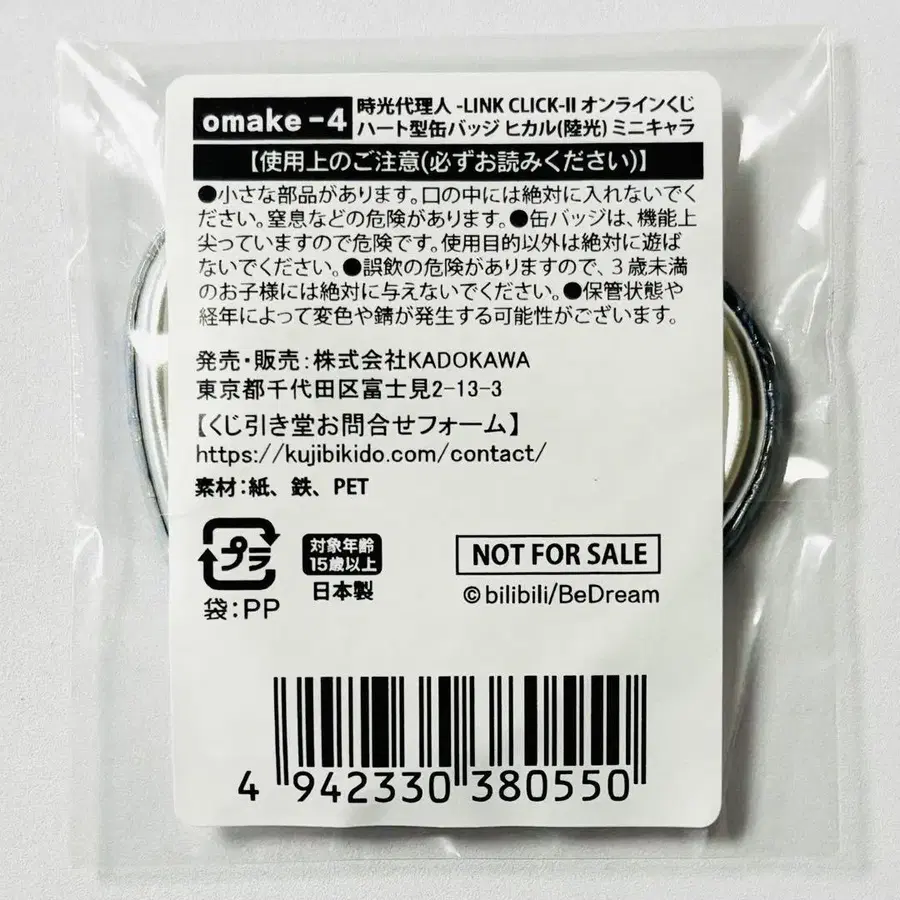 omake -4
時光代理人 -LINK CLICK-II オンラインくじ
ハート型缶バッジ ヒカル(陸光) ミニキャラ
【使用上のご注意(必ずお読みください)】
●小さな部品があります。口の中には絶対に入れないでく
ださい。窒息などの危険があります。●缶バッジは、機能上
尖っていますので危険です。使用目的以外は絶対に遊ば
ないでください。●誤飲の危険がありますので、3歳未満
のお子様には絶対に与えないでください。●保管状態や
経年によって変色や錆が発生する可能性がございます。
発売・販売：株式会社KADOKAWA
東京都千代田区富士見2-13-3
【くじ引き堂お問合せフォーム】
https://kujibikido.com/contact/
素材：紙、鉄、PET
プラ
袋：PP
対象年齢
15歳以上
日本製
NOT FOR SALE
©bilibili/BeDream
4 942330 380550